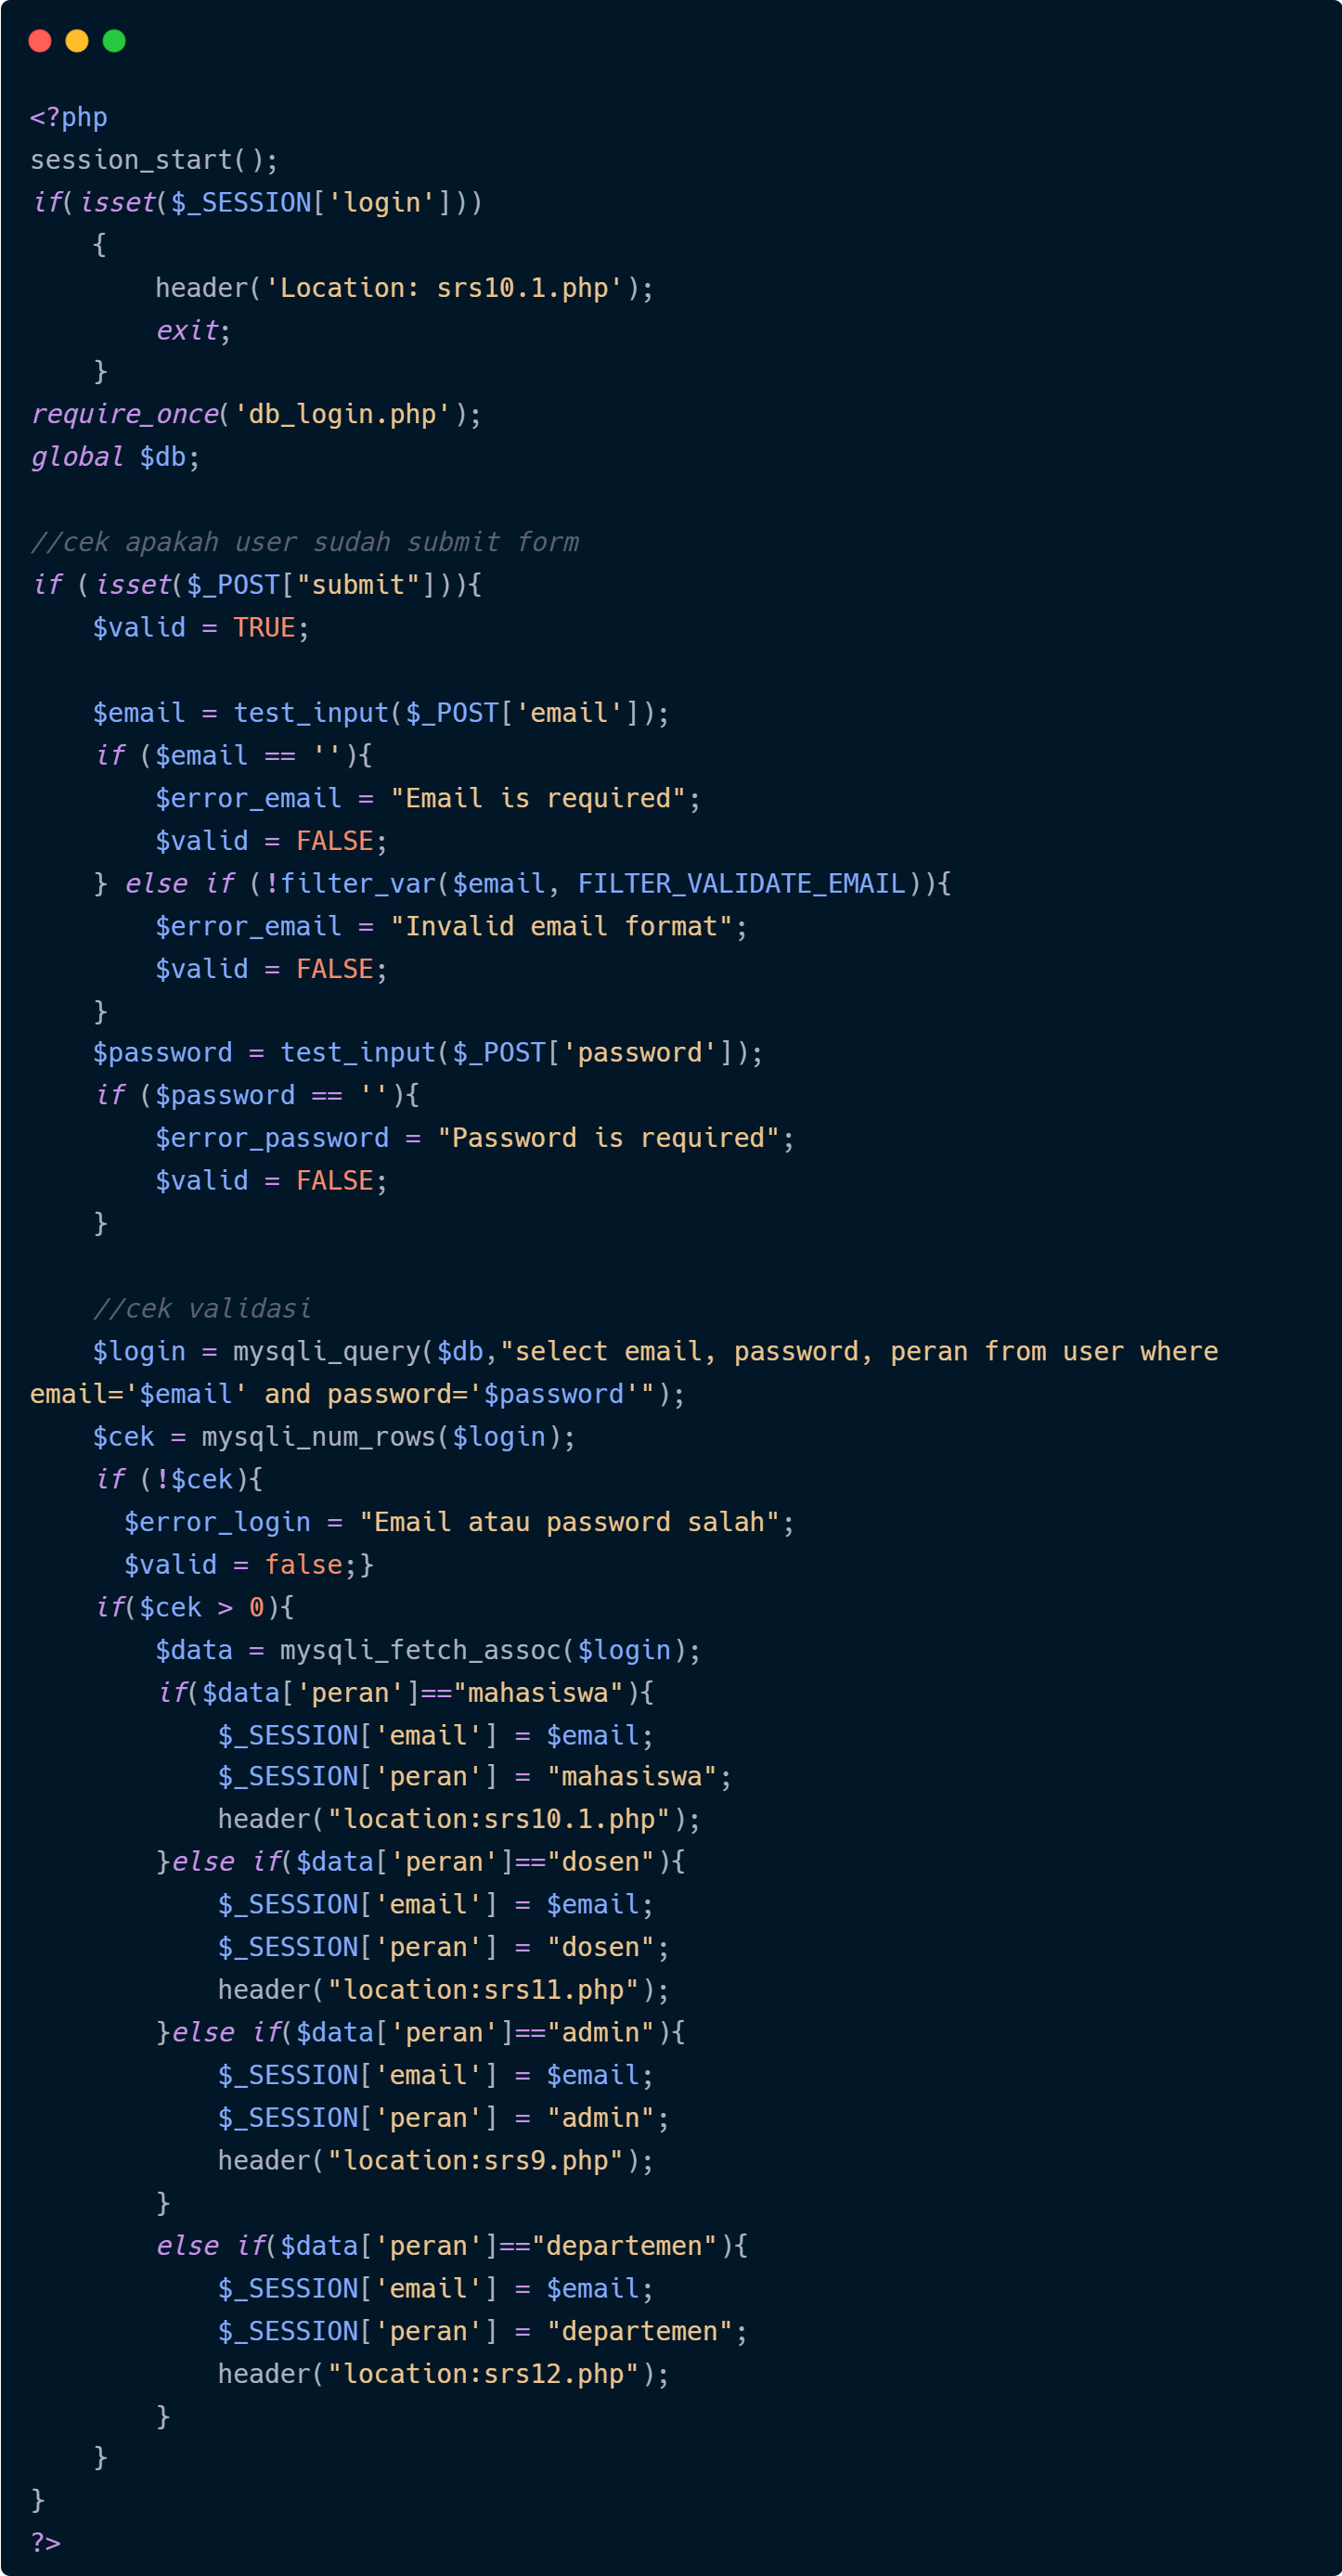 <?php
session_start();
if(isset($_SESSION['login']))
    {
        header('Location: srs10.1.php');
        exit;
    }
require_once('db_login.php');
global $db;

//cek apakah user sudah submit form
if (isset($_POST["submit"])){
    $valid = TRUE;

    $email = test_input($_POST['email']);
    if ($email == ''){
        $error_email = "Email is required";
        $valid = FALSE;
    } else if (!filter_var($email, FILTER_VALIDATE_EMAIL)){
        $error_email = "Invalid email format";
        $valid = FALSE;
    }
    $password = test_input($_POST['password']);
    if ($password == ''){
        $error_password = "Password is required";
        $valid = FALSE;
    }

    //cek validasi
    $login = mysqli_query($db,"select email, password, peran from user where
email='$email' and password='$password'");
    $cek = mysqli_num_rows($login);
    if (!$cek){
      $error_login = "Email atau password salah";
      $valid = false;}
    if($cek > 0){
        $data = mysqli_fetch_assoc($login);
        if($data['peran']=="mahasiswa"){
            $_SESSION['email'] = $email;
            $_SESSION['peran'] = "mahasiswa";
            header("location:srs10.1.php");
        }else if($data['peran']=="dosen"){
            $_SESSION['email'] = $email;
            $_SESSION['peran'] = "dosen";
            header("location:srs11.php");
        }else if($data['peran']=="admin"){
            $_SESSION['email'] = $email;
            $_SESSION['peran'] = "admin";
            header("location:srs9.php");
        }
        else if($data['peran']=="departemen"){
            $_SESSION['email'] = $email;
            $_SESSION['peran'] = "departemen";
            header("location:srs12.php");
        }
    }
}
?>